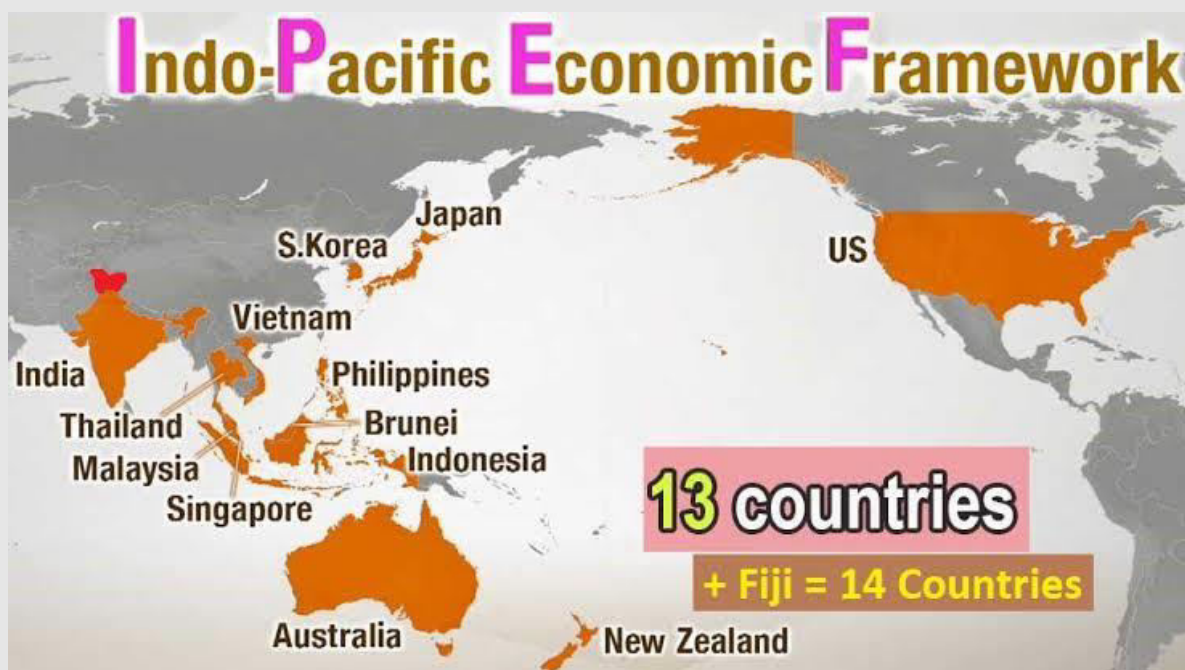 Indo-Pacific Economic Framework
Japan
S.Korea
US
Vietnam
India
Philippines
Thailand
Brunei
Malaysia
Indonesia
Singapore
13 countries
+ Fiji = 14 Countries
Australia
New Zealand